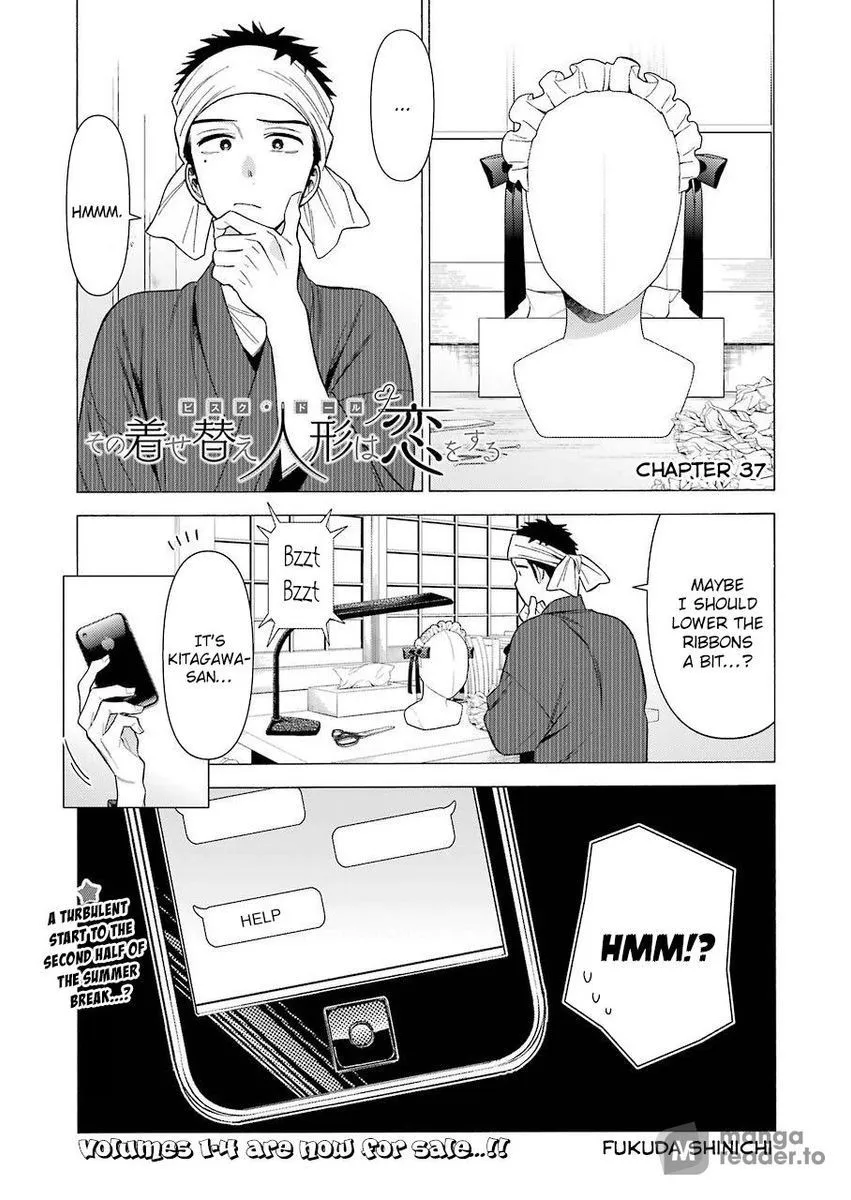 ...
HMMM.
ビスク・ドール
その着せ替え人形は恋をする
CHAPTER 37
MAYBE
I SHOULD
LOWER THE
RIBBONS
A BIT...?
Bzzt
Bzzt
IT'S
KITAGAWA-
SAN...
HELP
HMM!?
A TURBULENT
START TO THE
SECOND HALF OF
THE SUMMER
BREAK...?
Volumes 1-4 are now for sale..!!
FUKUDA SHINICHI
manga
reader.to